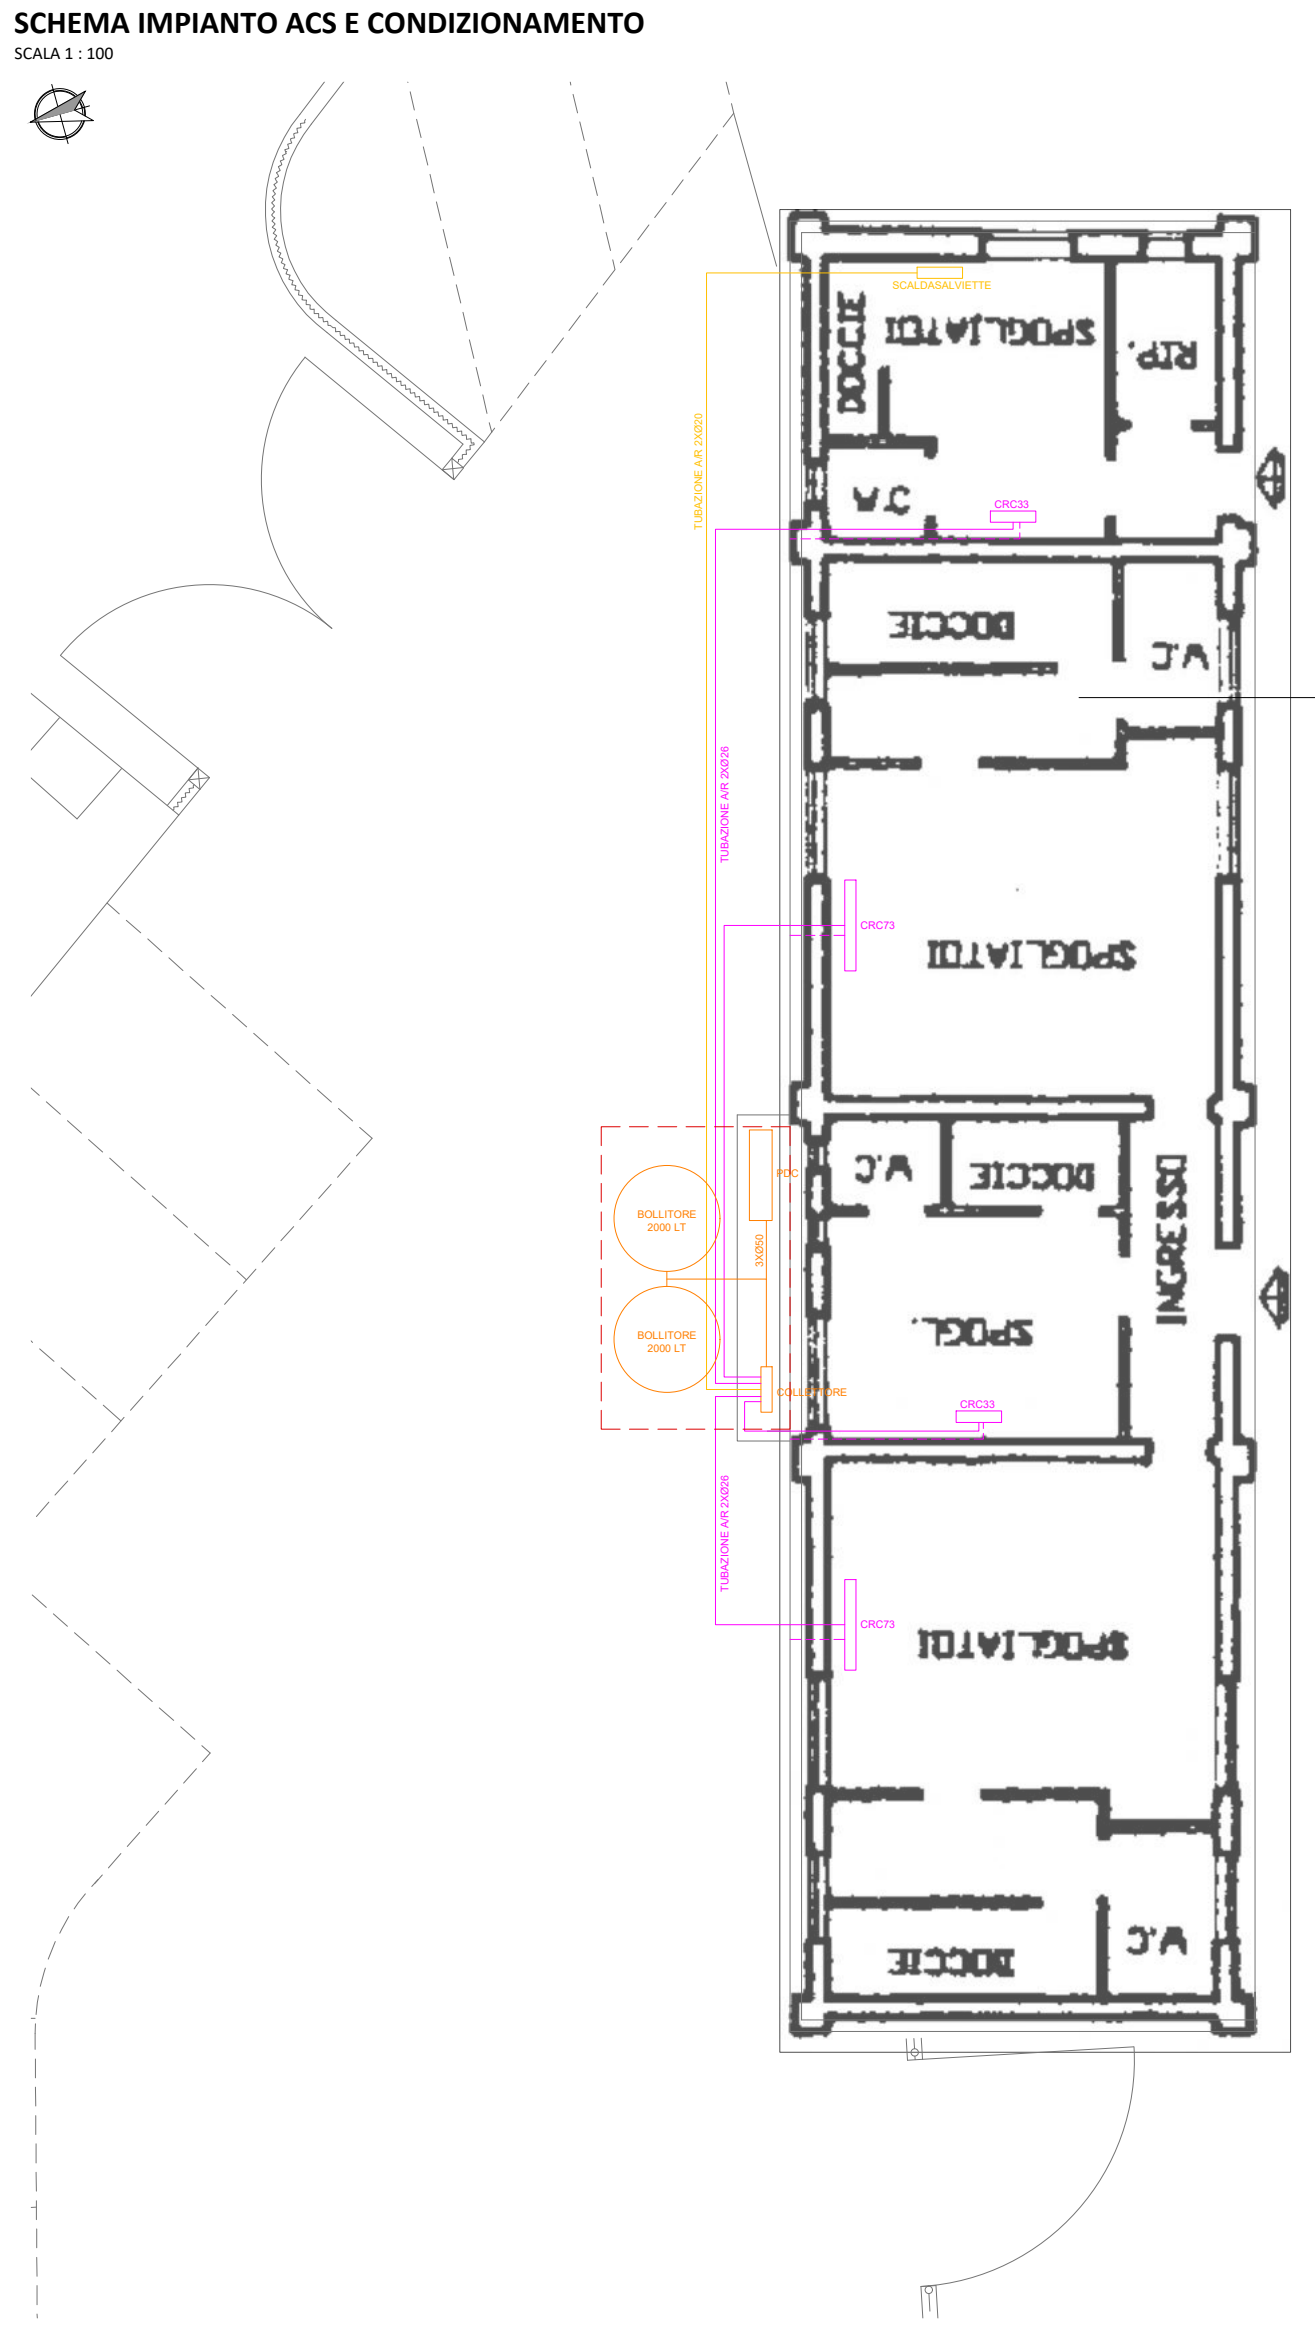 SCHEMA IMPIANTO ACS E CONDIZIONAMENTO
SCALA 1 : 100
SCALDASALVIETTE
DOCCIE
SPOGLIATOI
RIP.
TUBAZIONE A/R 2XØ20
W.C
CRC33
DOCCIE
W.C
TUBAZIONE A/R 2XØ26
CRC73
SPOGLIATOI
W.C
DOCCIE
INGRESSI
PDC
BOLLITORE
2000 LT
3XØ50
SPOGL.
BOLLITORE
2000 LT
COLLETTORE
CRC33
TUBAZIONE A/R 2XØ26
CRC73
SPOGLIATOI
W.C
DOCCIE